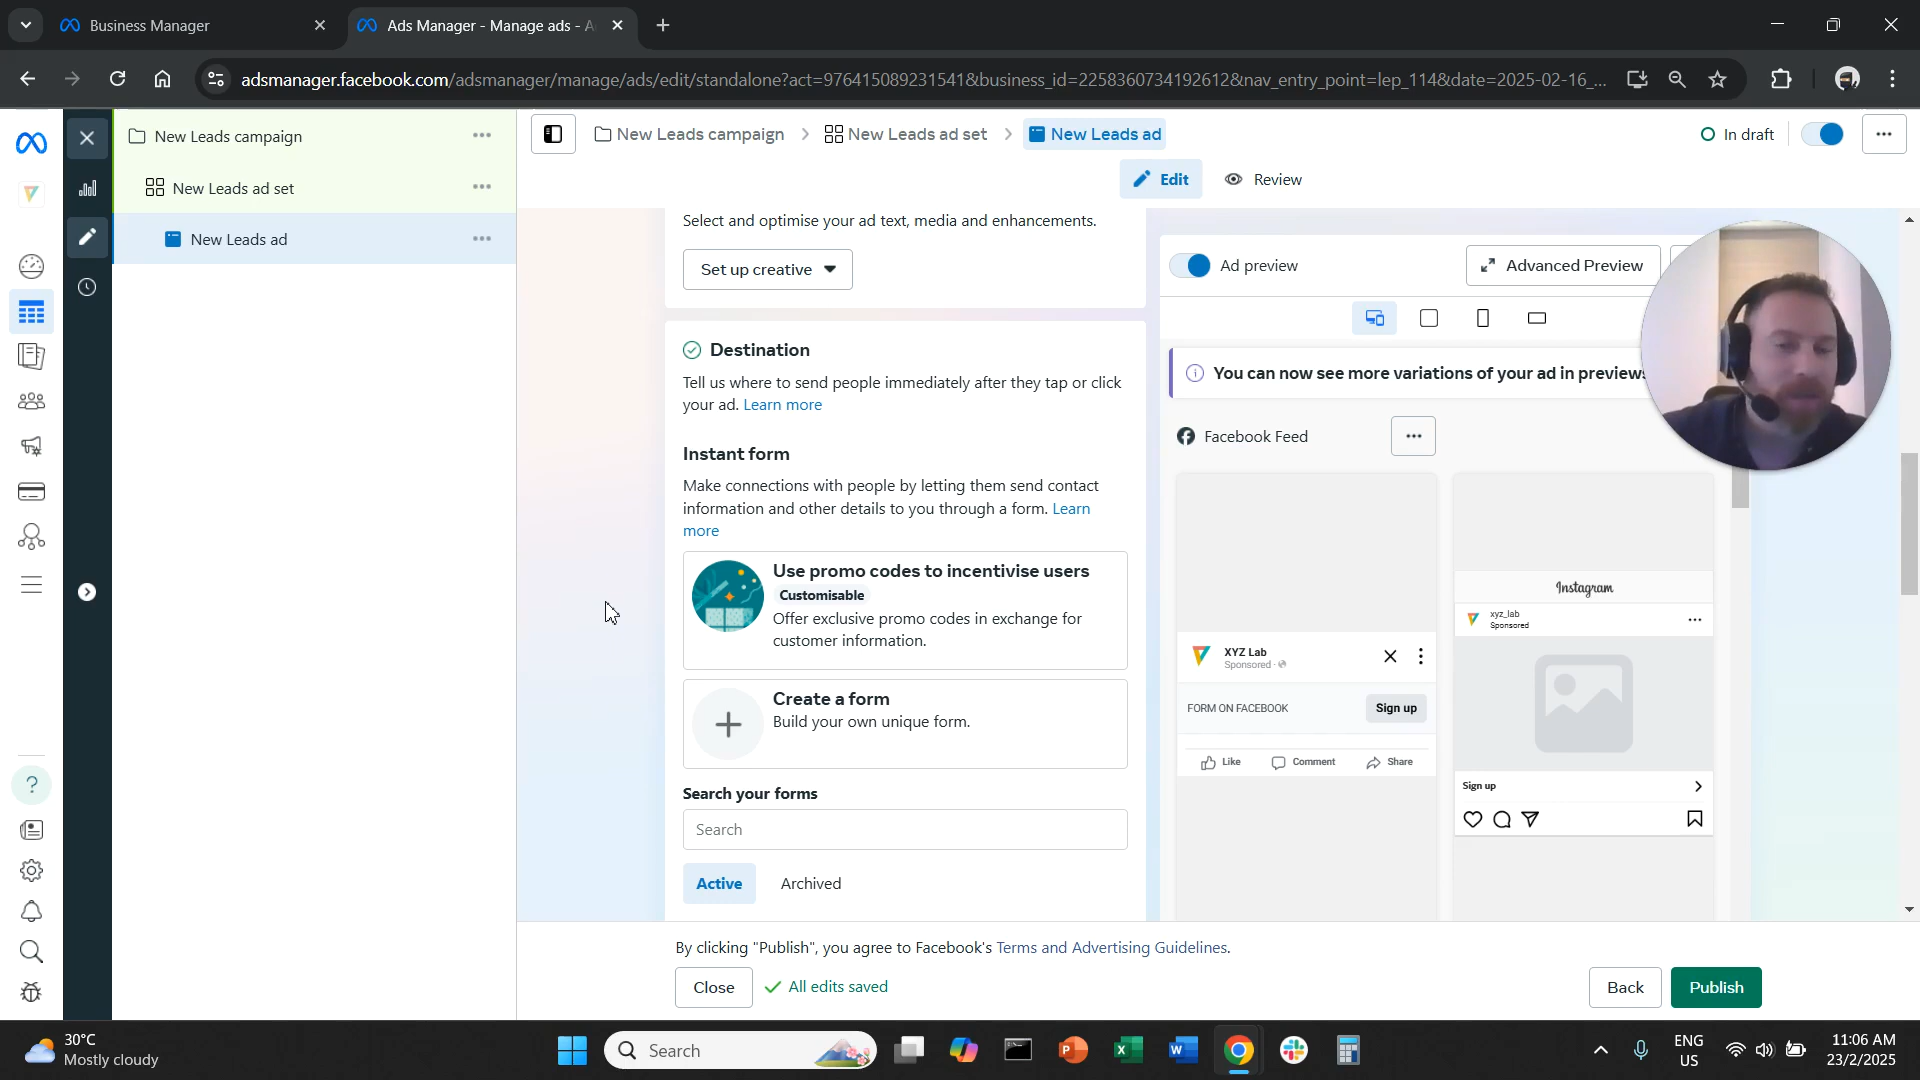 Business Manager
Ads Manager - Manage ads - A
adsmanager.facebook.com/adsmanager/manage/ads/edit/standalone?act=976415089231541&business_id=2258360734192612&nav_entry_point=lep_114&date=2025-02-16_...
New Leads campaign
New Leads ad set
New Leads ad
New Leads campaign
New Leads ad set
New Leads ad
In draft
Edit
Review
Select and optimise your ad text, media and enhancements.
Set up creative
Destination
Tell us where to send people immediately after they tap or click
your ad. Learn more
Instant form
Make connections with people by letting them send contact
information and other details to you through a form. Learn
more
Use promo codes to incentivise users
Customisable
Offer exclusive promo codes in exchange for
customer information.
Create a form
Build your own unique form.
Search your forms
Search
Active
Archived
Ad preview
Advanced Preview
You can now see more variations of your ad in previews
Facebook Feed
XYZ Lab
Sponsored ·
FORM ON FACEBOOK
Sign up
Like
Comment
Share
Instagram
xyz_lab
Sponsored
Sign up
By clicking "Publish", you agree to Facebook's Terms and Advertising Guidelines.
Close
All edits saved
Back
Publish
30°C
Mostly cloudy
Search
ENG
US
11:06 AM
23/2/2025